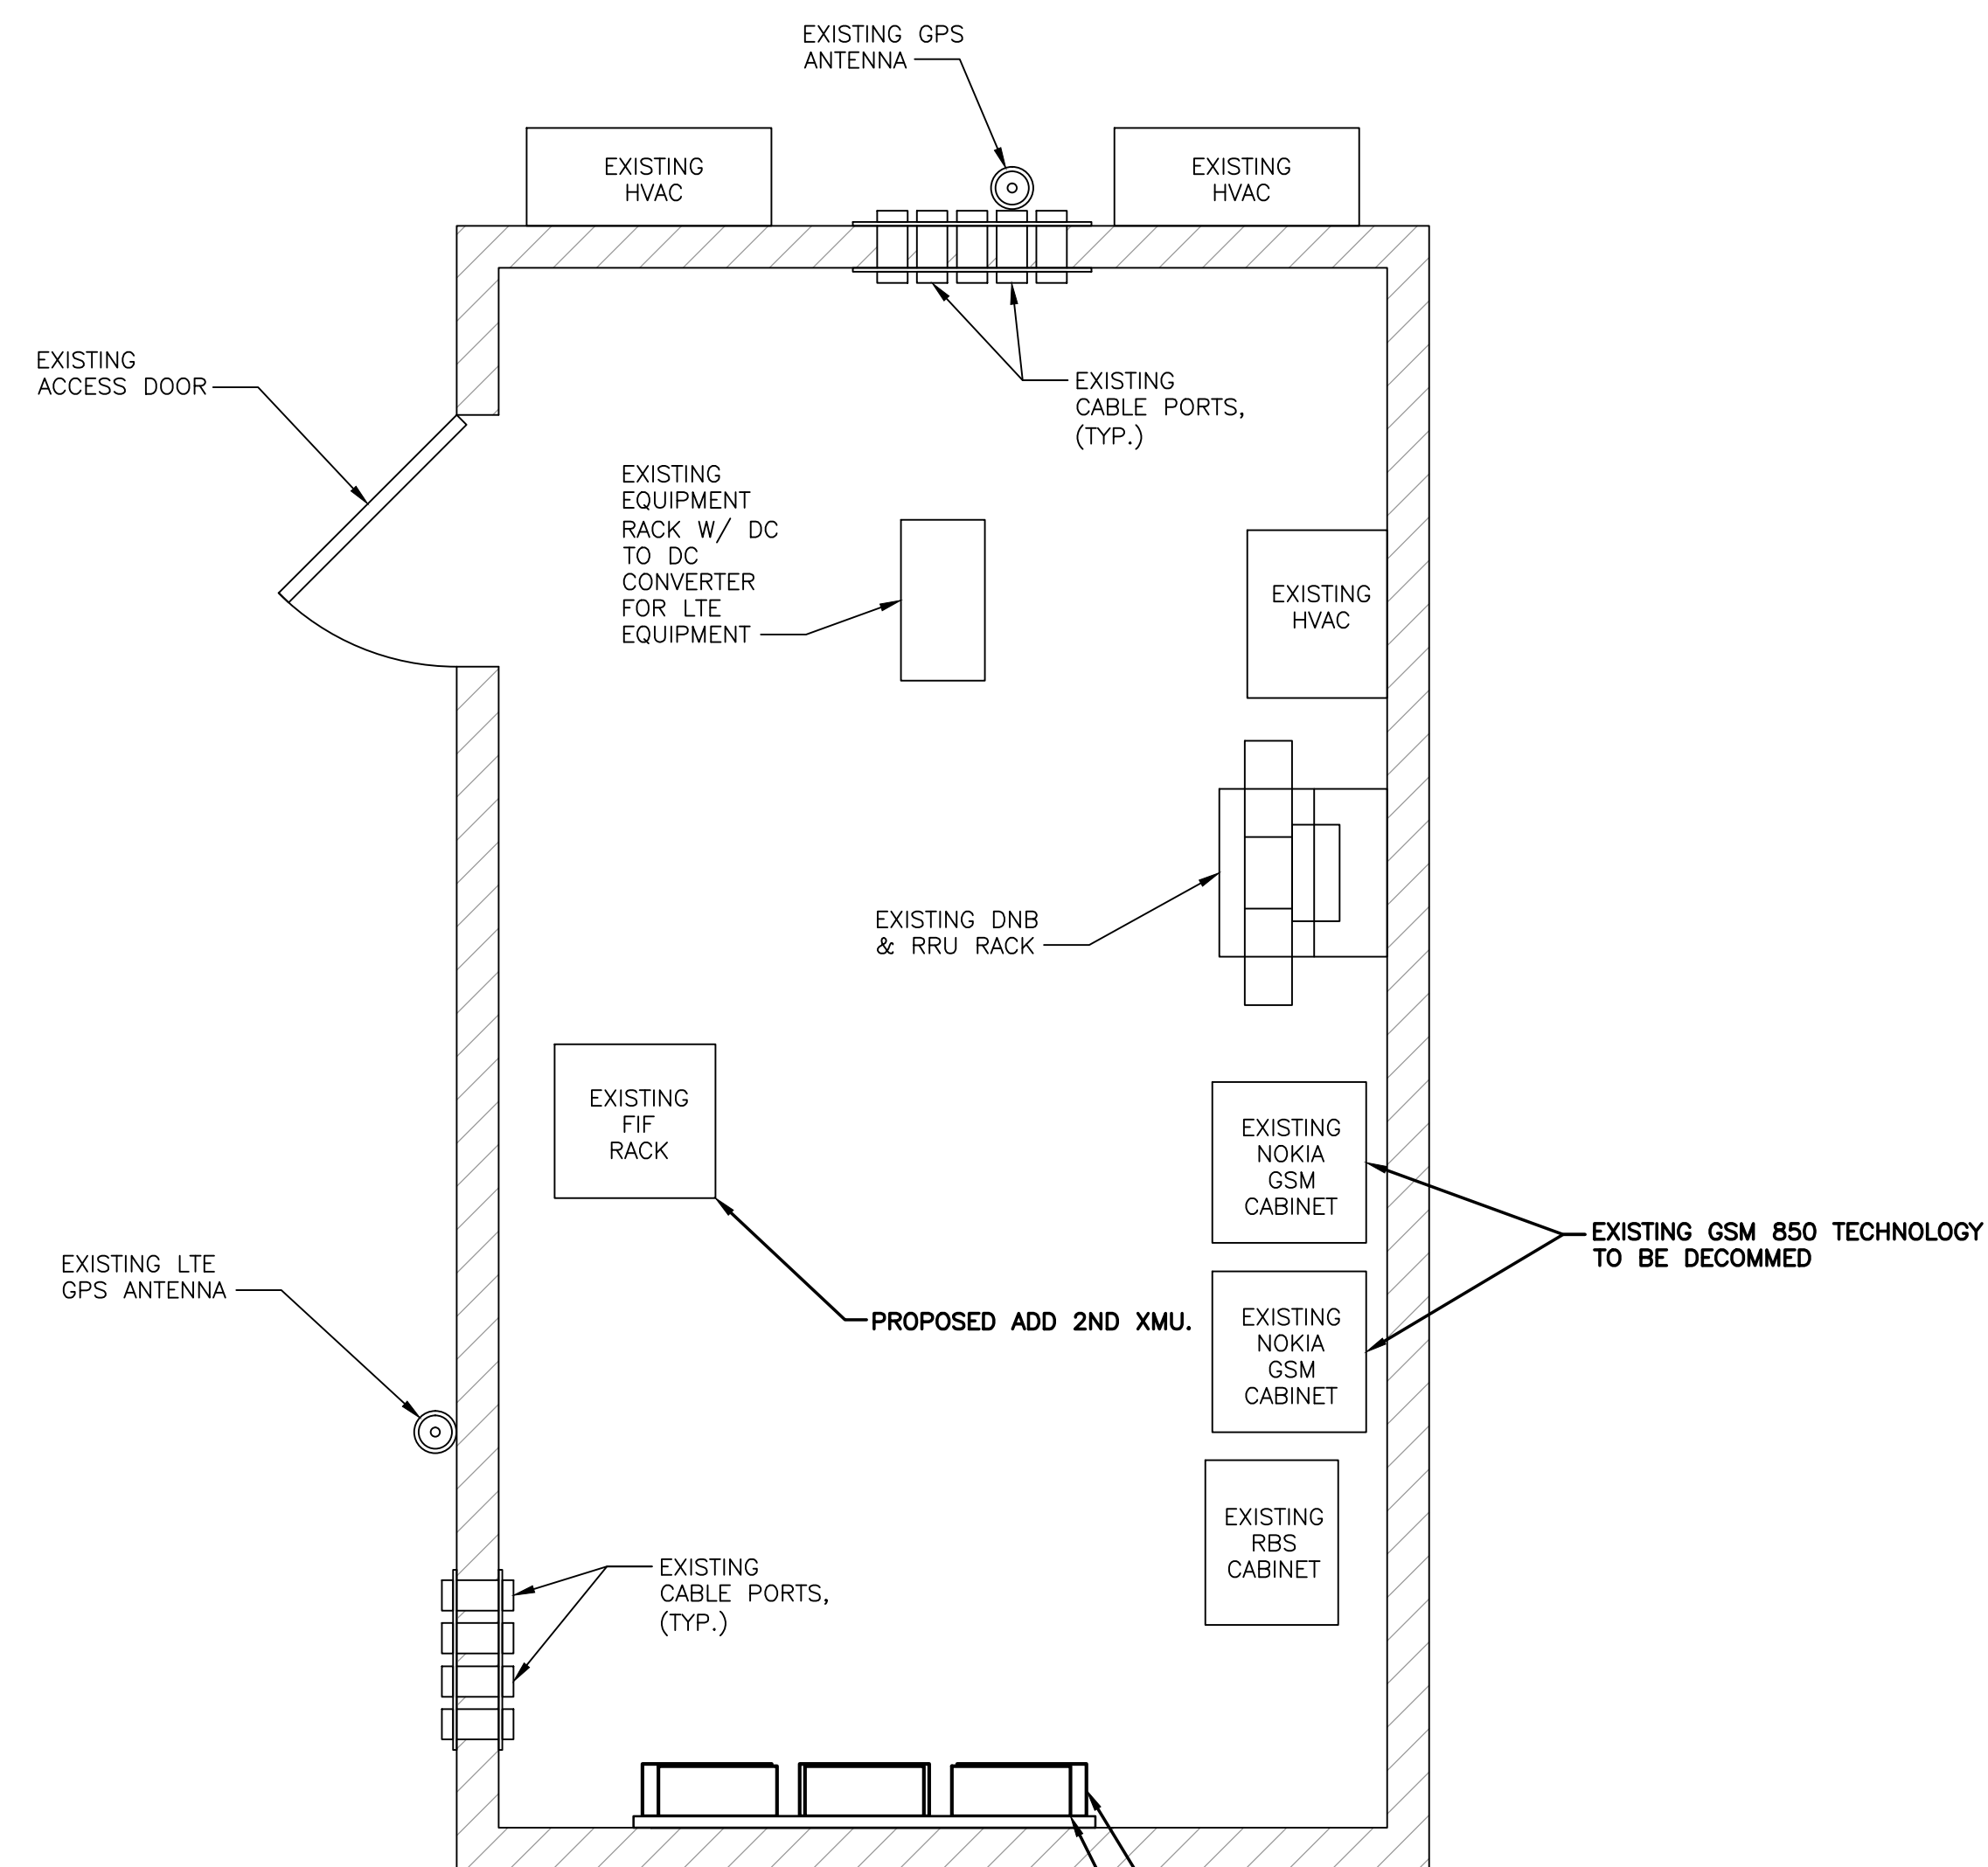 EXISTING GPS
ANTENNA
EXISTING
HVAC
EXISTING
HVAC
EXISTING
ACCESS DOOR
EXISTING
CABLE PORTS,
(TYP.)
EXISTING
EQUIPMENT
RACK W/ DC
TO DC
CONVERTER
FOR LTE
EQUIPMENT
EXISTING
HVAC
EXISTING DNB
& RRU RACK
EXISTING
FIF
RACK
EXISTING
NOKIA
GSM
CABINET
EXISTING GSM 850 TECHNOLOGY
TO BE DECOMMED
EXISTING LTE
GPS ANTENNA
PROPOSED ADD 2ND XMU.
EXISTING
NOKIA
GSM
CABINET
EXISTING
RBS
CABINET
EXISTING
CABLE PORTS,
(TYP.)